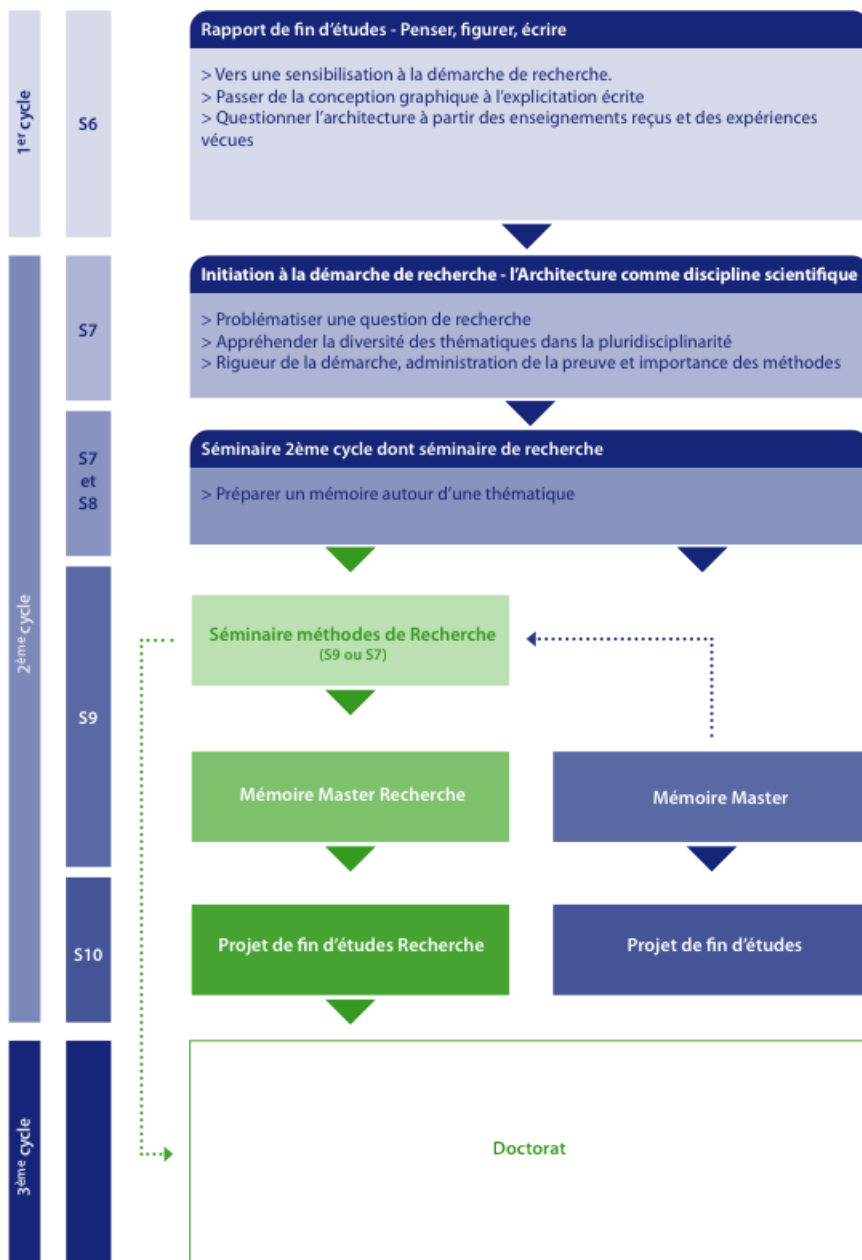 1er cycle
S6
Rapport de fin d’études - Penser, figurer, écrire
> Vers une sensibilisation à la démarche de recherche.
> Passer de la conception graphique à l’explicitation écrite
> Questionner l’architecture à partir des enseignements reçus et des expériences
vécues
2ème cycle
S7
Initiation à la démarche de recherche - l’Architecture comme discipline scientifique
> Problématiser une question de recherche
> Appréhender la diversité des thématiques dans la pluridisciplinarité
> Rigueur de la démarche, administration de la preuve et importance des méthodes
S7
et
S8
Séminaire 2ème cycle dont séminaire de recherche
> Préparer un mémoire autour d’une thématique
S9
Séminaire méthodes de Recherche
(S9 ou S7)
Mémoire Master Recherche
Mémoire Master
S10
Projet de fin d’études Recherche
Projet de fin d’études
3ème cycle
Doctorat